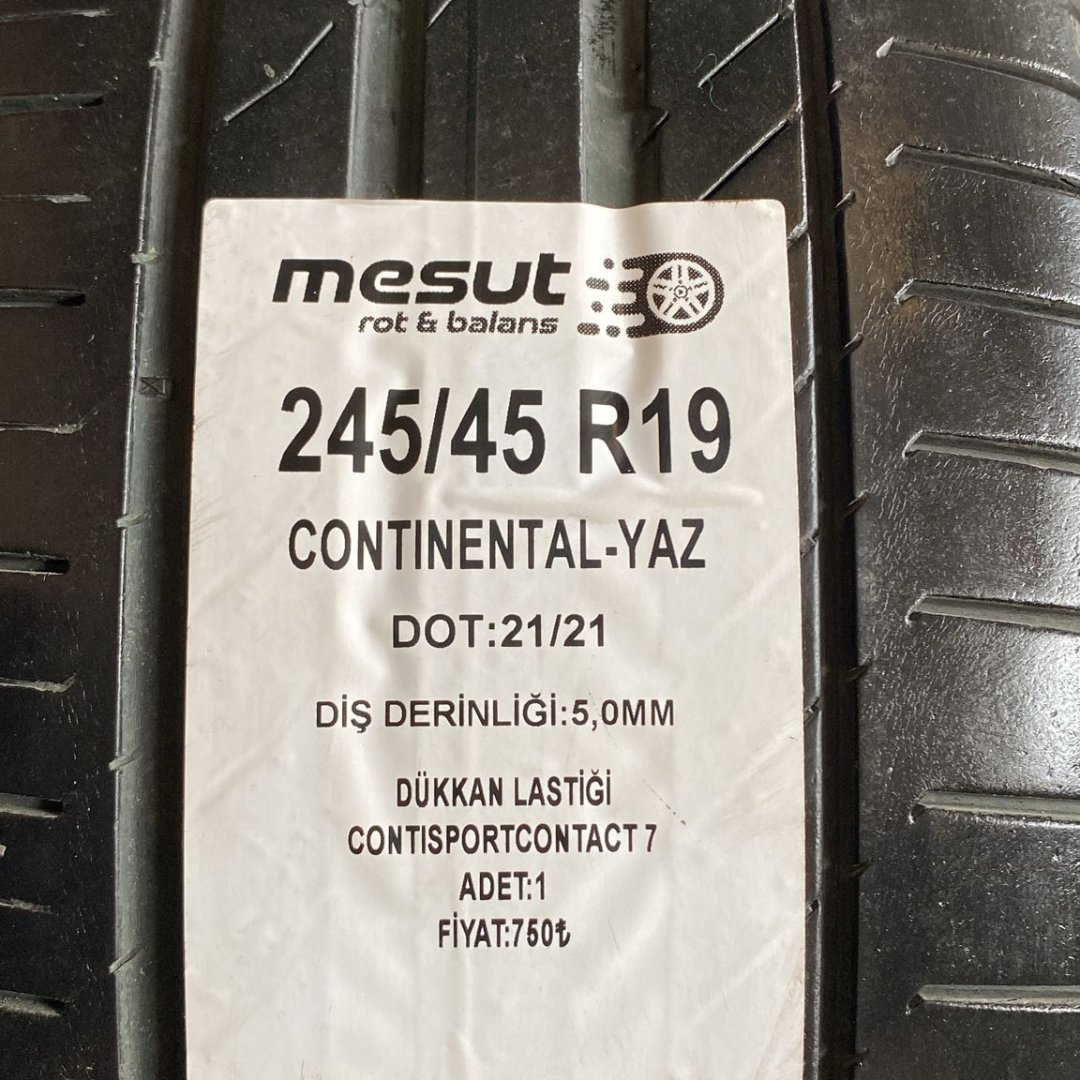 mesut
rot & balans
245/45 R19
CONTINENTAL-YAZ
DOT:21/21
DİŞ DERİNLİĞİ:5,0MM
DÜKKAN LASTİĞİ
CONTISPORTCONTACT 7
ADET:1
FİYAT:750₺